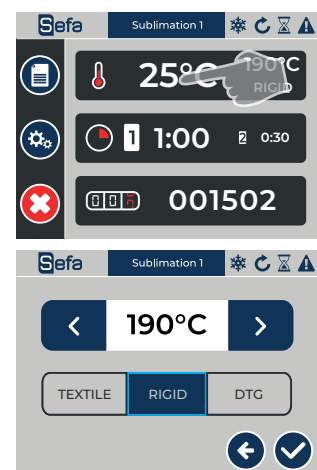 Sefa Sublimation 1
25°C 190°C
RIGID
1 1:00 2 0:30
001502
Sefa Sublimation 1
190°C
TEXTILE RIGID DTG